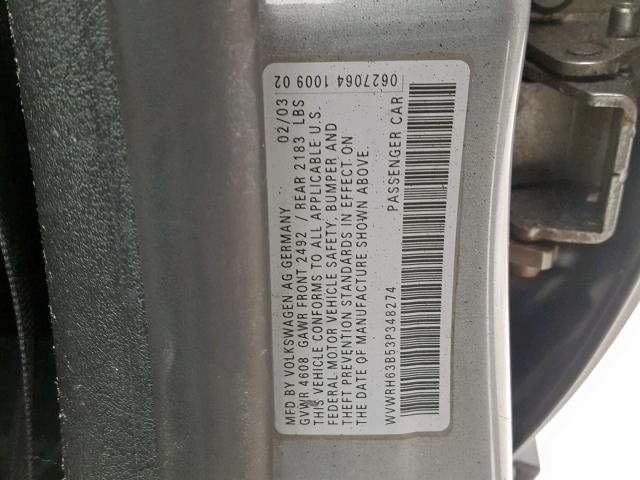 MFD BY VOLKSWAGEN AG GERMANY 02/03
GVWR 4608 GAWR FRONT 2492 / REAR 2183 LBS
THIS VEHICLE CONFORMS TO ALL APPLICABLE U.S.
FEDERAL MOTOR VEHICLE SAFETY, BUMPER AND
THEFT PREVENTION STANDARDS IN EFFECT ON
THE DATE OF MANUFACTURE SHOWN ABOVE.
WVWRH63B53P348274 PASSENGER CAR
0627064 1009 02